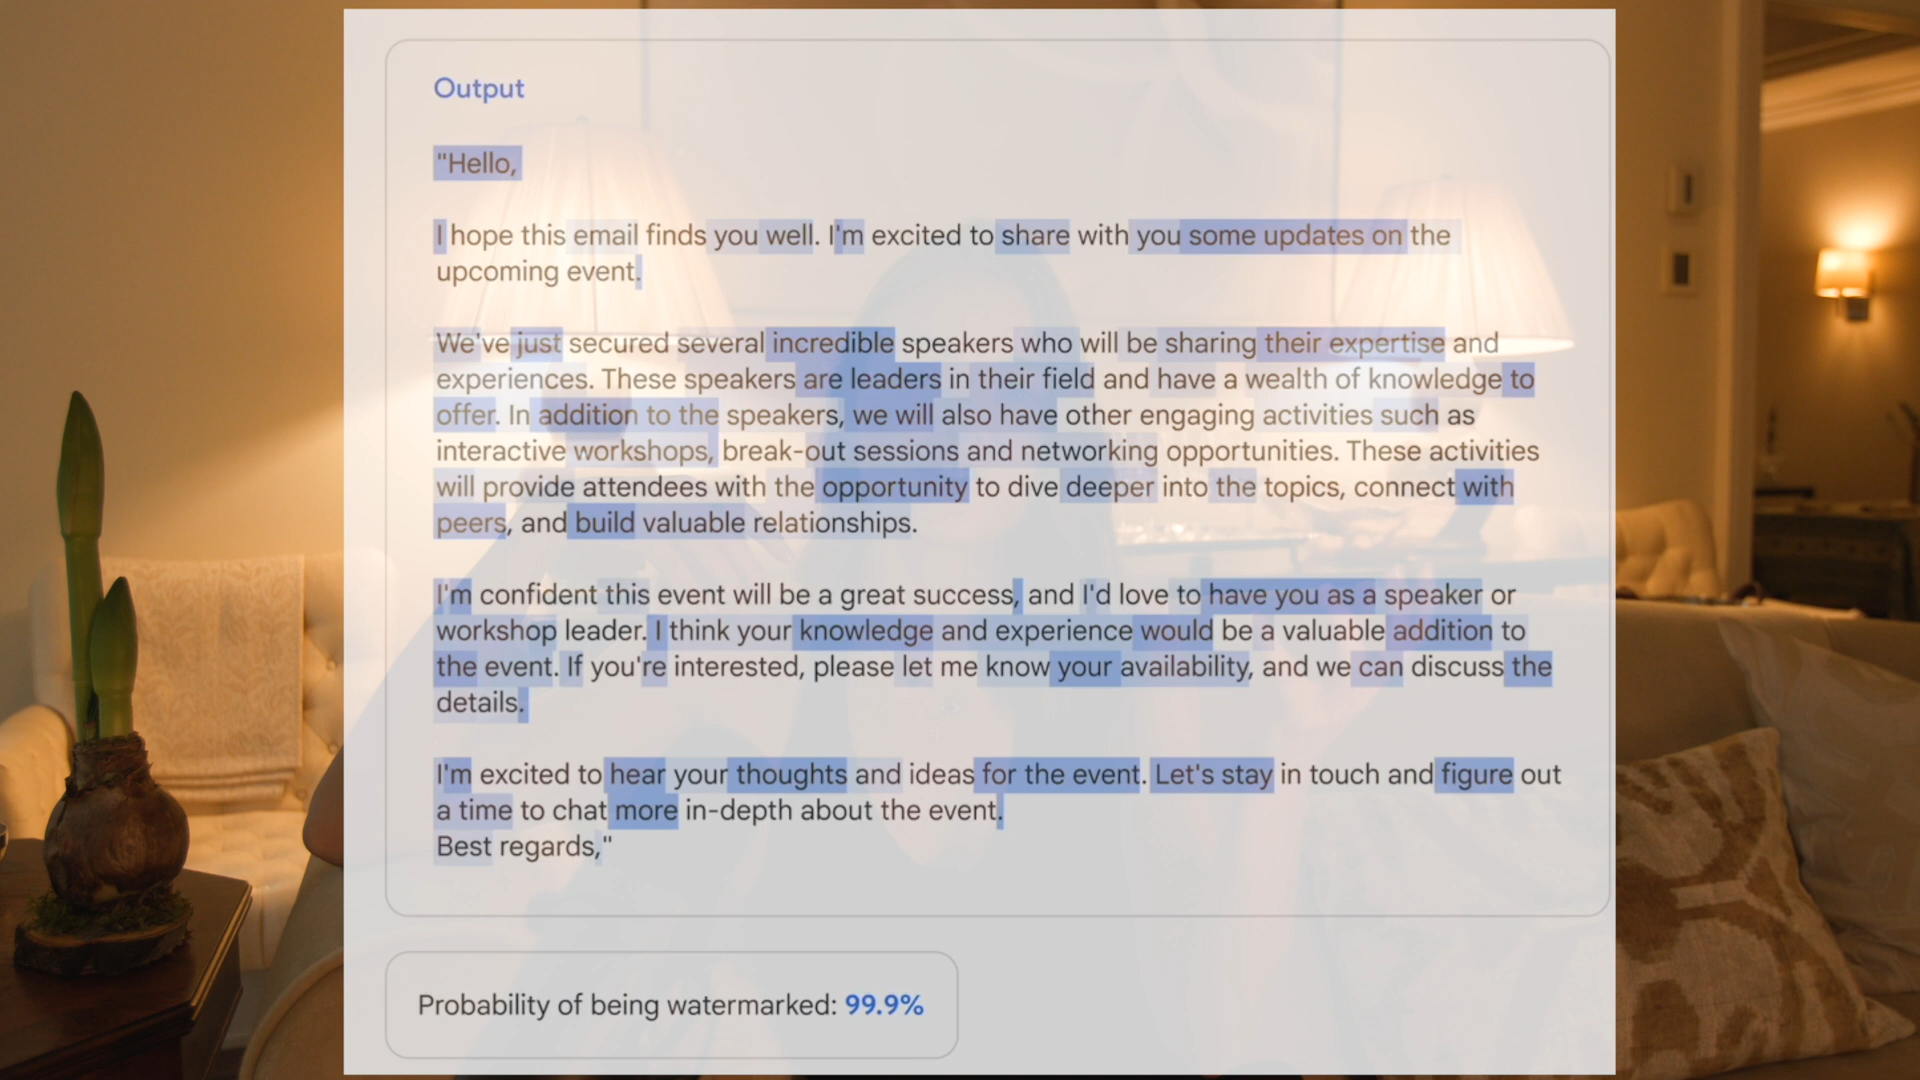 Output
"Hello,
I hope this email finds you well. I'm excited to share with you some updates on the
upcoming event.
We've just secured several incredible speakers who will be sharing their expertise and
experiences. These speakers are leaders in their field and have a wealth of knowledge to
offer. In addition to the speakers, we will also have other engaging activities such as
interactive workshops, break-out sessions and networking opportunities. These activities
will provide attendees with the opportunity to dive deeper into the topics, connect with
peers, and build valuable relationships.
I'm confident this event will be a great success, and I'd love to have you as a speaker or
workshop leader. I think your knowledge and experience would be a valuable addition to
the event. If you're interested, please let me know your availability, and we can discuss the
details.
I'm excited to hear your thoughts and ideas for the event. Let's stay in touch and figure out
a time to chat more in-depth about the event.
Best regards,"
Probability of being watermarked: 99.9%